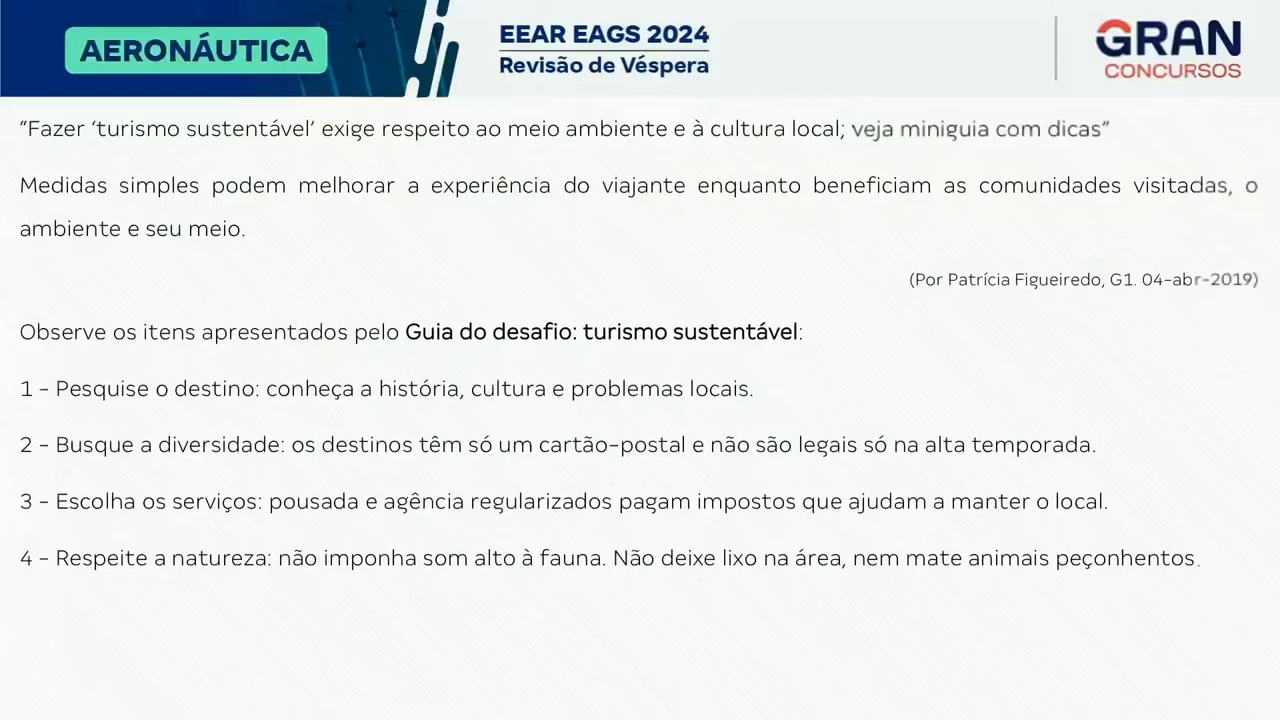 AERONÁUTICA
EEAR EAGS 2024
Revisão de Véspera
GRAN
CONCURSOS
“Fazer ‘turismo sustentável’ exige respeito ao meio ambiente e à cultura local; veja miniguia com dicas”
Medidas simples podem melhorar a experiência do viajante enquanto beneficiam as comunidades visitadas, o
ambiente e seu meio.
(Por Patrícia Figueiredo, G1. 04-abr-2019)
Observe os itens apresentados pelo Guia do desafio: turismo sustentável:
1 - Pesquise o destino: conheça a história, cultura e problemas locais.
2 - Busque a diversidade: os destinos têm só um cartão-postal e não são legais só na alta temporada.
3 - Escolha os serviços: pousada e agência regularizados pagam impostos que ajudam a manter o local.
4 - Respeite a natureza: não imponha som alto à fauna. Não deixe lixo na área, nem mate animais peçonhentos.